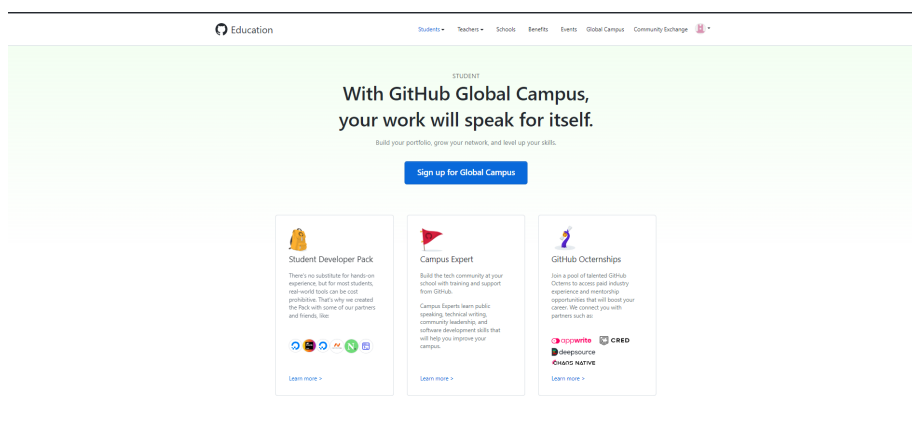 Education
Students Teachers Schools Benefits Events Global Campus Community Exchange
STUDENT
With GitHub Global Campus,
your work will speak for itself.
Build your portfolio, grow your network, and level up your skills.
Sign up for Global Campus
Student Developer Pack
There's no substitute for hands-on
experience, but for most students,
real-world tools can be cost
prohibitive. That's why we created
the Pack with some of our partners
and friends, like:
Learn more >
Campus Expert
Build the tech community at your
school with training and support
from GitHub.
Campus Experts learn public
speaking, technical writing,
community leadership, and
software development skills that
will help you improve your
campus.
Learn more >
GitHub Octernships
Join a pool of talented GitHub
Octerns to access paid industry
experience and mentorship
opportunities that will boost your
career. We connect you with
partners such as:
appwrite CRED
deepsource
CHAOS NATIVE
Learn more >